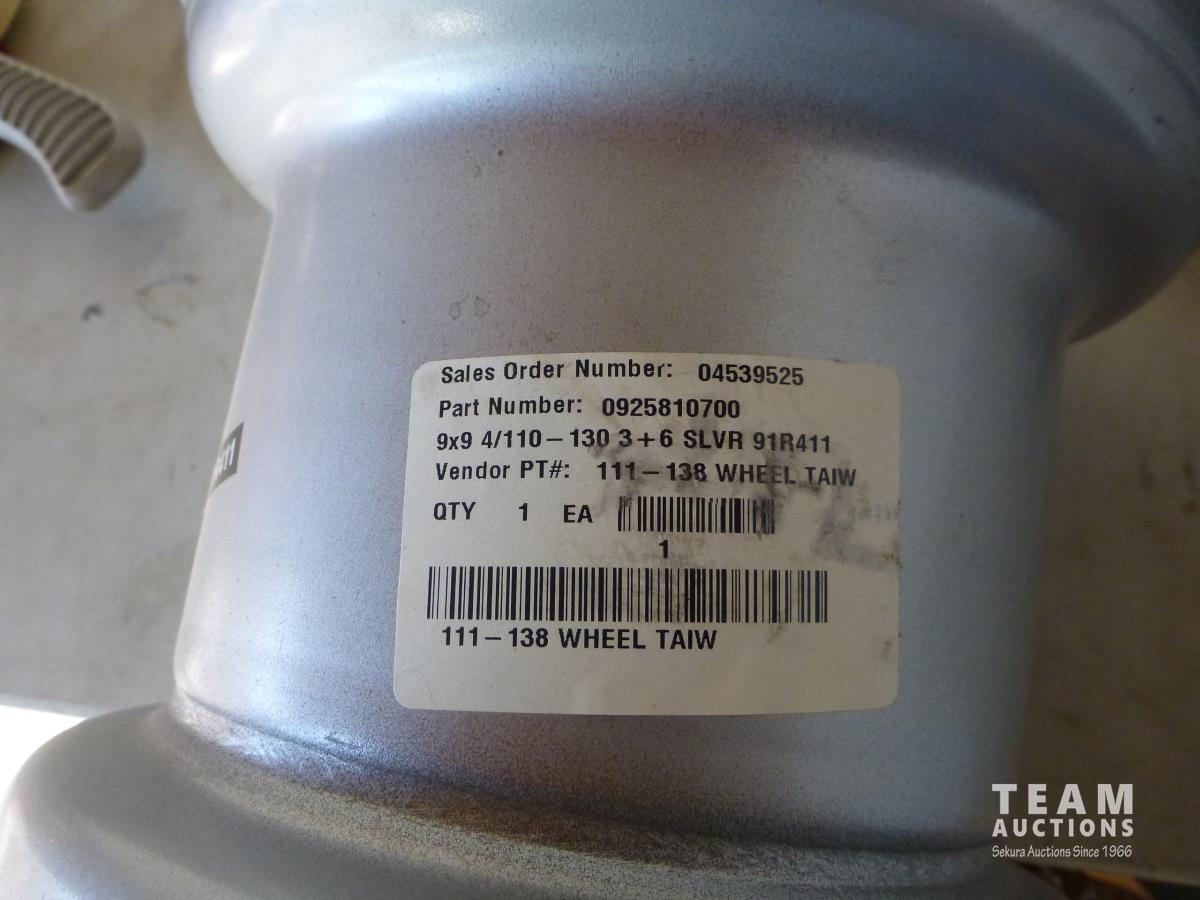 Sales Order Number: 04539525
Part Number: 0925810700
9x9 4/110-130 3+6 SLVR 91R411
Vendor PT#: 111-138 WHEEL TAIW
QTY 1 EA
1
111-138 WHEEL TAIW
TEAM
AUCTIONS
Sekura Auctions Since 1966